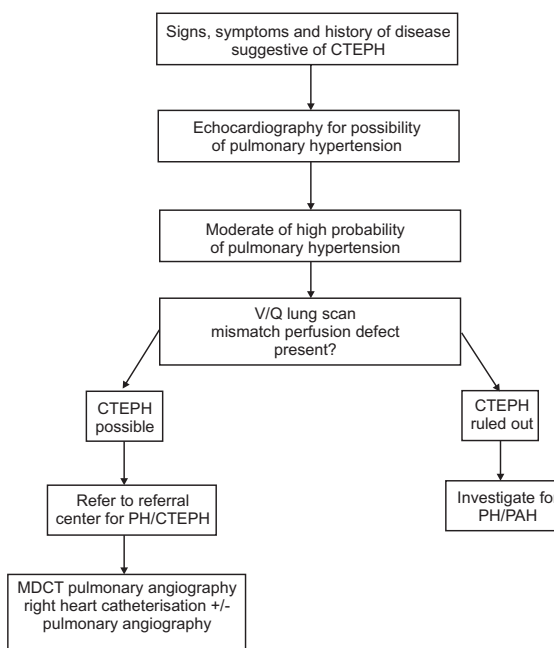 Signs, symptoms and history of disease
suggestive of CTEPH
Echocardiography for possibility
of pulmonary hypertension
Moderate of high probability
of pulmonary hypertension
V/Q lung scan
mismatch perfusion defect
present?
CTEPH
possible
CTEPH
ruled out
Refer to referral
center for PH/CTEPH
Investigate for
PH/PAH
MDCT pulmonary angiography
right heart catheterisation +/-
pulmonary angiography